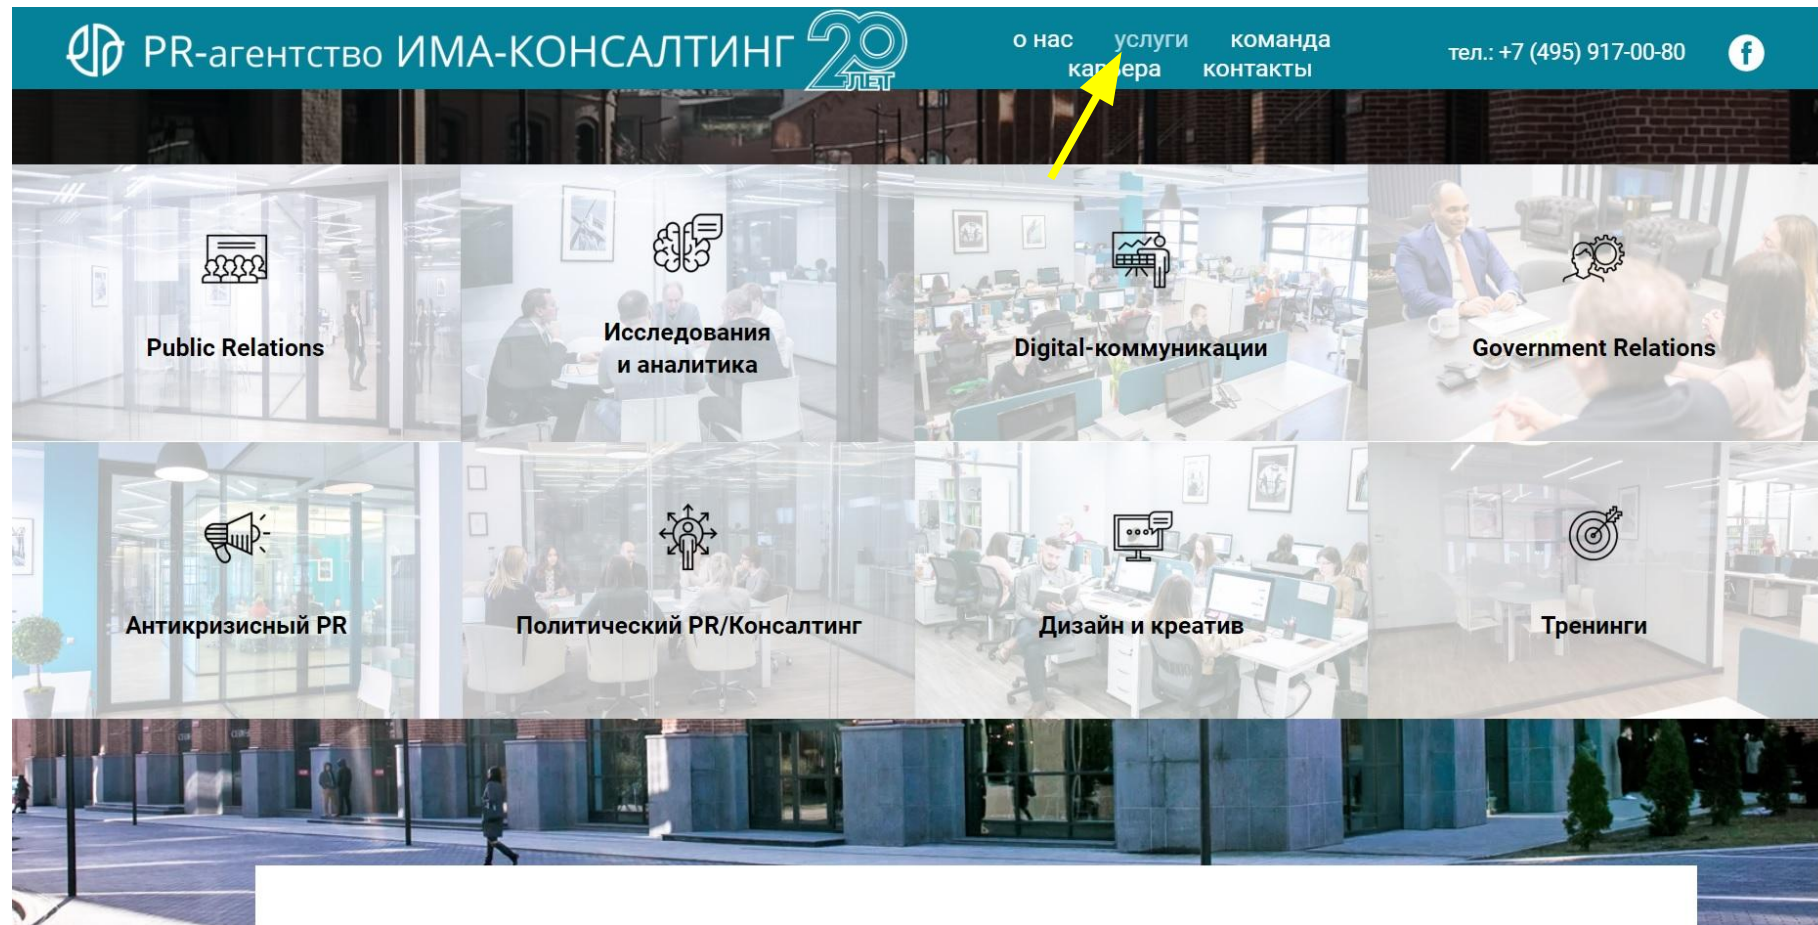 PR-агентство ИМА-КОНСАЛТИНГ 20 ЛЕТ
о нас услуги команда
карьера контакты
тел.: +7 (495) 917-00-80
f
Public Relations
Исследования
и аналитика
Digital-коммуникации
Government Relations
Антикризисный PR
Политический PR/Консалтинг
Дизайн и креатив
Тренинги